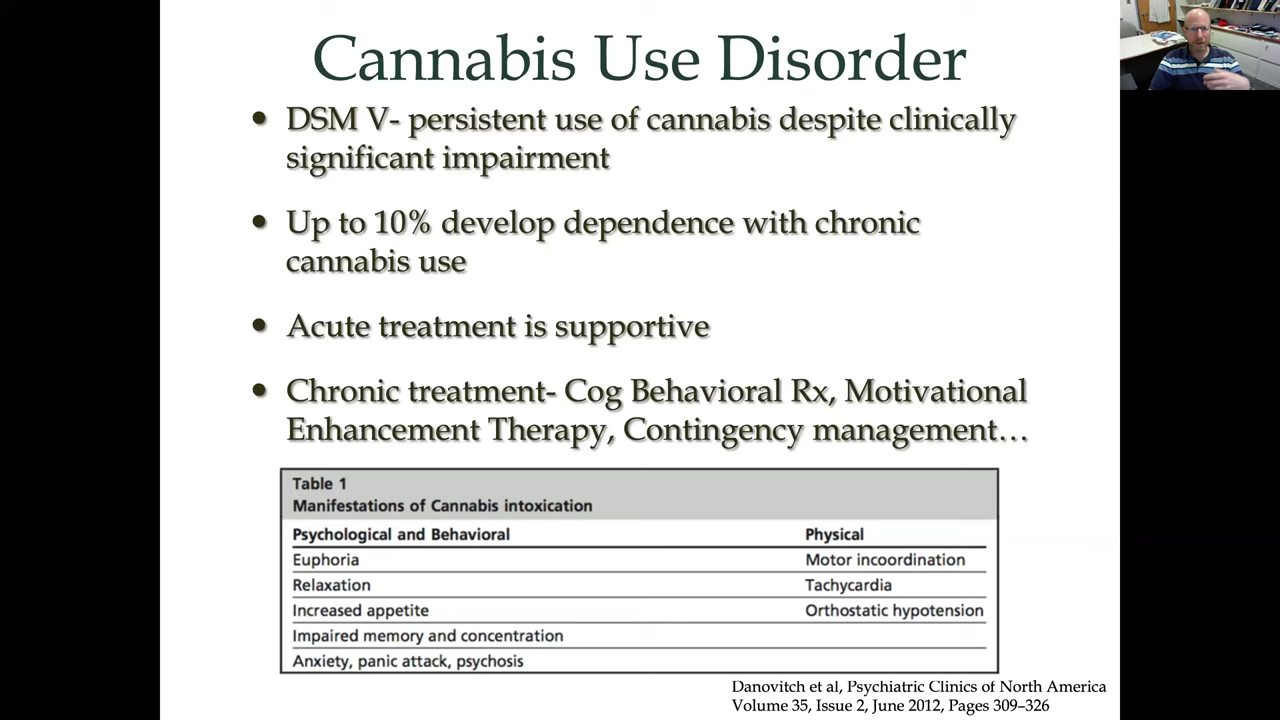 Cannabis Use Disorder
• DSM V- persistent use of cannabis despite clinically
significant impairment
• Up to 10% develop dependence with chronic
cannabis use
• Acute treatment is supportive
• Chronic treatment- Cog Behavioral Rx, Motivational
Enhancement Therapy, Contingency management…
Table 1
Manifestations of Cannabis intoxication
Psychological and Behavioral Physical
Euphoria Motor incoordination
Relaxation Tachycardia
Increased appetite Orthostatic hypotension
Impaired memory and concentration
Anxiety, panic attack, psychosis
Danovitch et al, Psychiatric Clinics of North America
Volume 35, Issue 2, June 2012, Pages 309–326